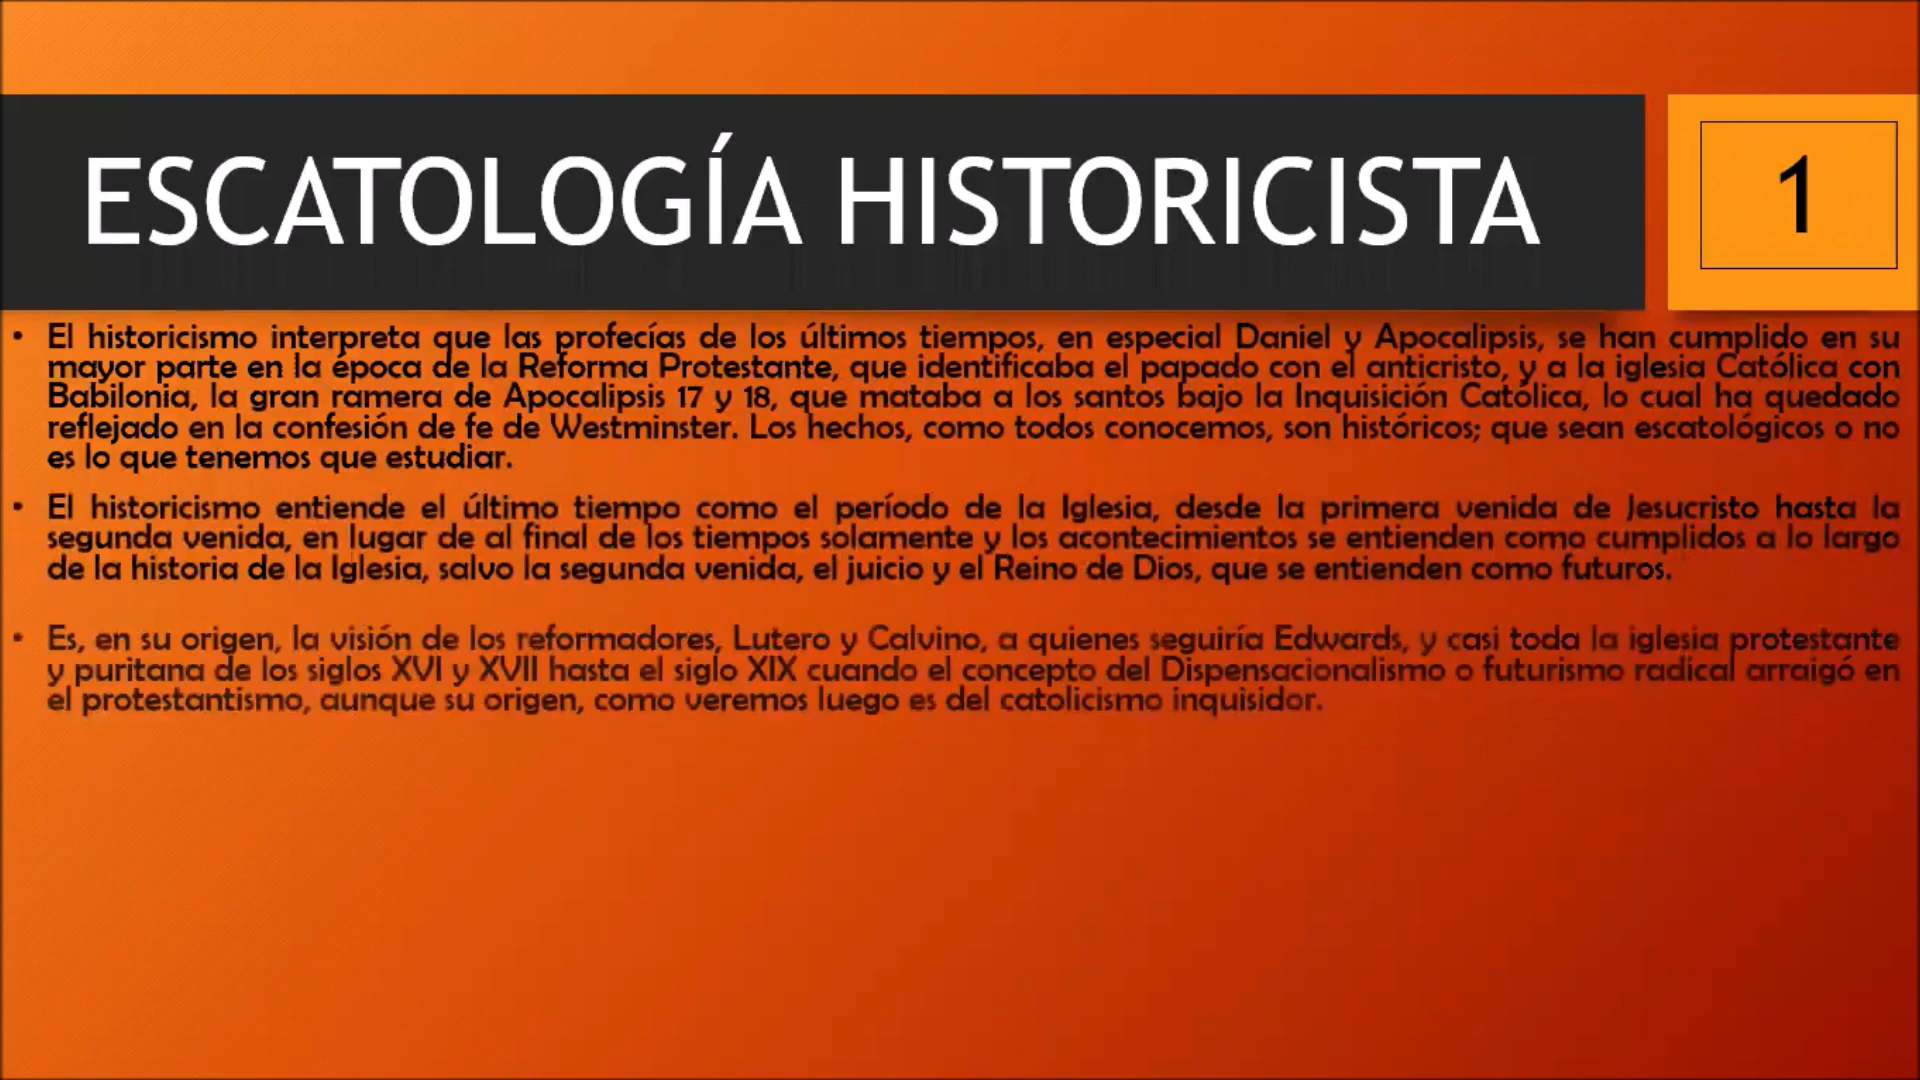 ESCATOLOGÍA HISTORICISTA
1
• El historicismo interpreta que las profecías de los últimos tiempos, en especial Daniel y Apocalipsis, se han cumplido en su
mayor parte en la época de la Reforma Protestante, que identificaba el papado con el anticristo, y a la iglesia Católica con
Babilonia, la gran ramera de Apocalipsis 17 y 18, que mataba a los santos bajo la Inquisición Católica, lo cual ha quedado
reflejado en la confesión de fe de Westminster. Los hechos, como todos conocemos, son históricos; que sean escatológicos o no
es lo que tenemos que estudiar.
• El historicismo entiende el último tiempo como el período de la Iglesia, desde la primera venida de Jesucristo hasta la
segunda venida, en lugar de al final de los tiempos solamente y los acontecimientos se entienden como cumplidos a lo largo
de la historia de la Iglesia, salvo la segunda venida, el juicio y el Reino de Dios, que se entienden como futuros.
• Es, en su origen, la visión de los reformadores, Lutero y Calvino, a quienes seguiría Edwards, y casi toda la iglesia protestante
y puritana de los siglos XVI y XVII hasta el siglo XIX cuando el concepto del Dispensacionalismo o futurismo radical arraigó en
el protestantismo, aunque su origen, como veremos luego es del catolicismo inquisidor.